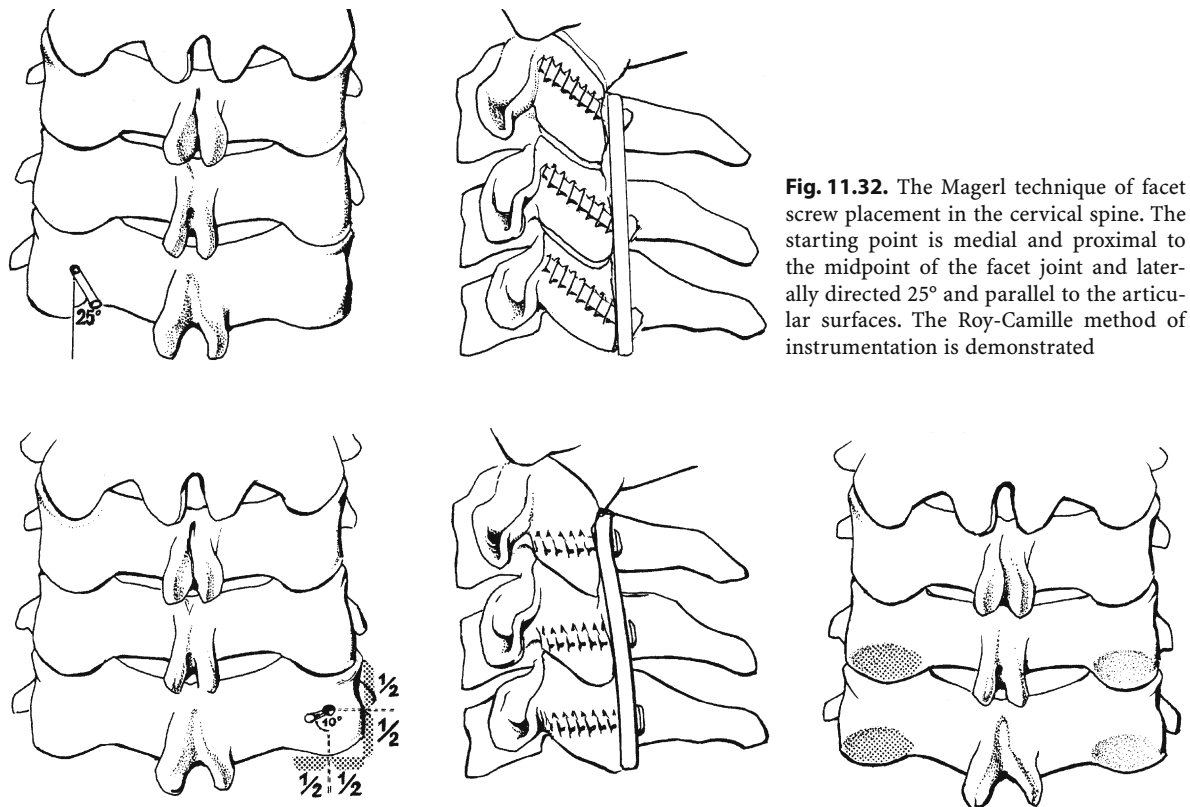 25°
Fig. 11.32. The Magerl technique of facet
screw placement in the cervical spine. The
starting point is medial and proximal to
the midpoint of the facet joint and later-
ally directed 25° and parallel to the articu-
lar surfaces. The Roy-Camille method of
instrumentation is demonstrated
1/2
10°
1/2
1/2 1/2